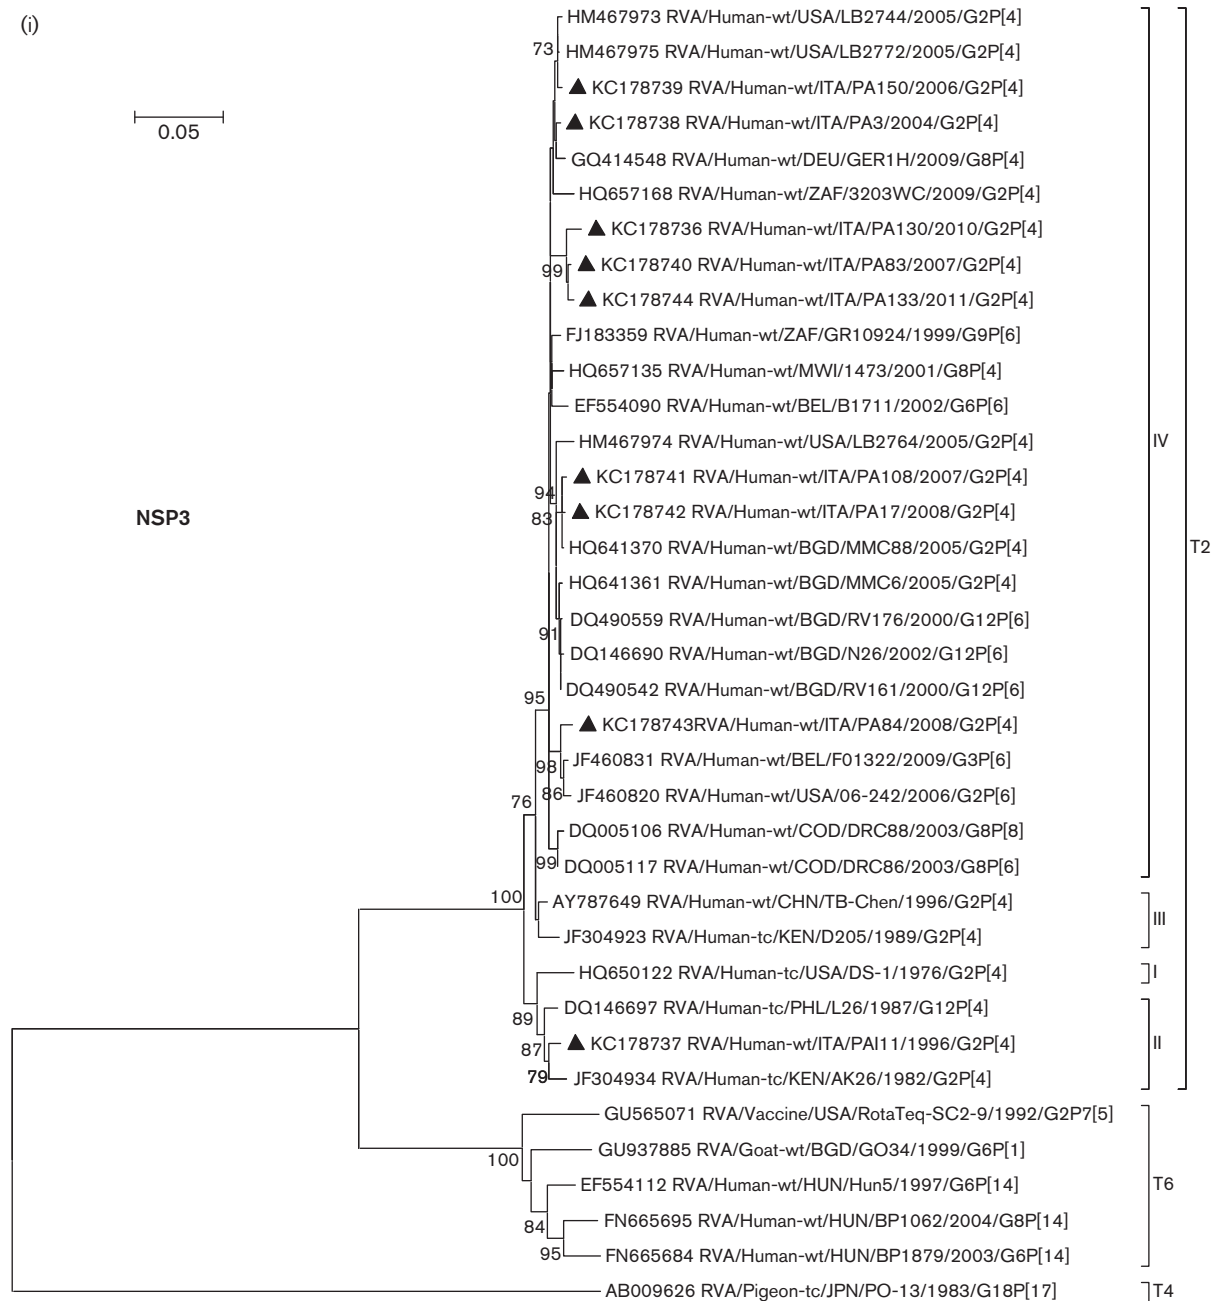 (i)
HM467973 RVA/Human-wt/USA/LB2744/2005/G2P[4]
73
HM467975 RVA/Human-wt/USA/LB2772/2005/G2P[4]
▲ KC178739 RVA/Human-wt/ITA/PA150/2006/G2P[4]
0.05
▲ KC178738 RVA/Human-wt/ITA/PA3/2004/G2P[4]
GQ414548 RVA/Human-wt/DEU/GER1H/2009/G8P[4]
HQ657168 RVA/Human-wt/ZAF/3203WC/2009/G2P[4]
▲ KC178736 RVA/Human-wt/ITA/PA130/2010/G2P[4]
99
▲ KC178740 RVA/Human-wt/ITA/PA83/2007/G2P[4]
▲ KC178744 RVA/Human-wt/ITA/PA133/2011/G2P[4]
FJ183359 RVA/Human-wt/ZAF/GR10924/1999/G9P[6]
HQ657135 RVA/Human-wt/MWI/1473/2001/G8P[4]
EF554090 RVA/Human-wt/BEL/B1711/2002/G6P[6]
HM467974 RVA/Human-wt/USA/LB2764/2005/G2P[4]
IV
▲ KC178741 RVA/Human-wt/ITA/PA108/2007/G2P[4]
94
83
▲ KC178742 RVA/Human-wt/ITA/PA17/2008/G2P[4]
NSP3
HQ641370 RVA/Human-wt/BGD/MMC88/2005/G2P[4]
T2
HQ641361 RVA/Human-wt/BGD/MMC6/2005/G2P[4]
DQ490559 RVA/Human-wt/BGD/RV176/2000/G12P[6]
91
DQ146690 RVA/Human-wt/BGD/N26/2002/G12P[6]
DQ490542 RVA/Human-wt/BGD/RV161/2000/G12P[6]
95
▲ KC178743RVA/Human-wt/ITA/PA84/2008/G2P[4]
98
JF460831 RVA/Human-wt/BEL/F01322/2009/G3P[6]
86
JF460820 RVA/Human-wt/USA/06-242/2006/G2P[6]
76
DQ005106 RVA/Human-wt/COD/DRC88/2003/G8P[8]
99
DQ005117 RVA/Human-wt/COD/DRC86/2003/G8P[6]
100
AY787649 RVA/Human-wt/CHN/TB-Chen/1996/G2P[4]
III
JF304923 RVA/Human-tc/KEN/D205/1989/G2P[4]
HQ650122 RVA/Human-tc/USA/DS-1/1976/G2P[4]
I
DQ146697 RVA/Human-tc/PHL/L26/1987/G12P[4]
89
▲ KC178737 RVA/Human-wt/ITA/PAI11/1996/G2P[4]
II
87
79
JF304934 RVA/Human-tc/KEN/AK26/1982/G2P[4]
GU565071 RVA/Vaccine/USA/RotaTeq-SC2-9/1992/G2P7[5]
GU937885 RVA/Goat-wt/BGD/GO34/1999/G6P[1]
100
EF554112 RVA/Human-wt/HUN/Hun5/1997/G6P[14]
T6
FN665695 RVA/Human-wt/HUN/BP1062/2004/G8P[14]
84
95
FN665684 RVA/Human-wt/HUN/BP1879/2003/G6P[14]
AB009626 RVA/Pigeon-tc/JPN/PO-13/1983/G18P[17]
T4